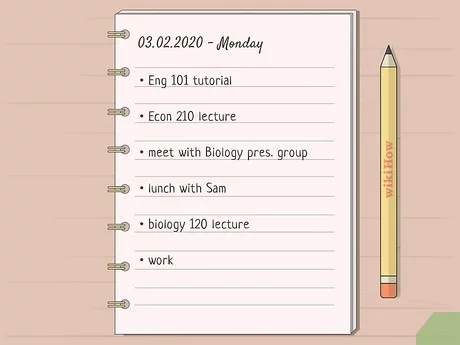 03.02.2020 - Monday
• Eng 101 tutorial
• Econ 210 lecture
• meet with Biology pres. group
• lunch with Sam
• biology 120 lecture
• work
wikiHow